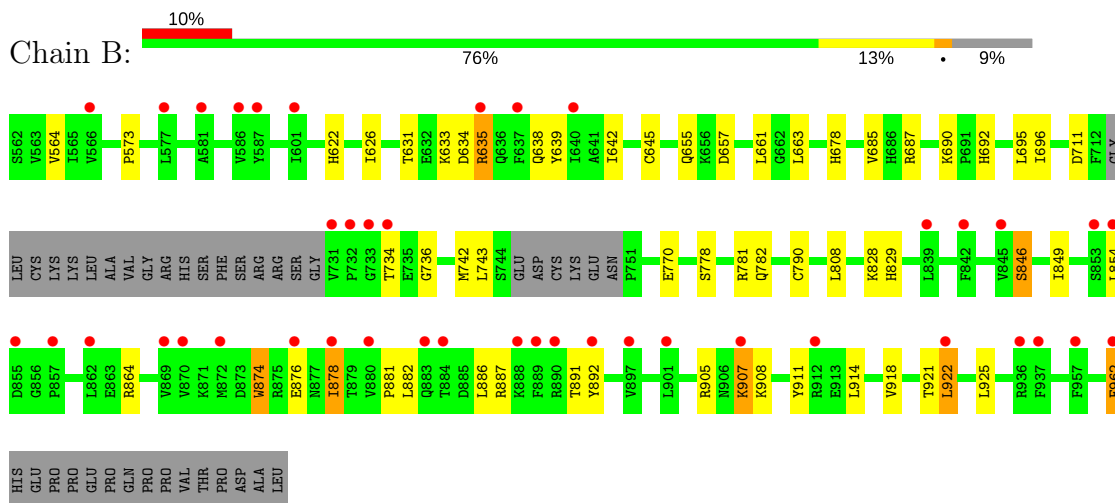 10%
Chain B:
76% 13% • 9%
S562 V563 V564 I565 V566 P573 L577 A581 V586 Y587 I601 H622 I626 T631 E632 K633 D634 R635 Q636 F637 Q638 Y639 I640 A641 I642 C645 Q655 K656 D657 L661 G662 L663 H678 V685 H686 R687 K690 P691 H692 L695 I696 D711 F712 GLY
LEU CYS LYS LYS LEU ALA VAL GLY ARG HIS SER PHE SER ARG ARG SER GLY V731 P732 G733 T734 E735 G736 M742 L743 S744 GLU ASP CYS LYS GLU ASN P751 E770 S778 R781 Q782 C790 L808 K828 H829 L839 F842 V845 S846 I849 S853 L854
D855 G856 P857 L862 E863 R864 V869 V870 K871 M872 D873 W874 R875 E876 N877 I878 T879 V880 P881 L882 Q883 T884 D885 L886 R887 K888 F889 R890 T891 Y892 V897 L901 R905 N906 K907 K908 Y911 R912 E913 L914 V918 T921 L922 L925 R936 F937 F957
HIS GLU PRO PRO GLU PRO GLN PRO PRO VAL THR PRO ASP ALA LEU